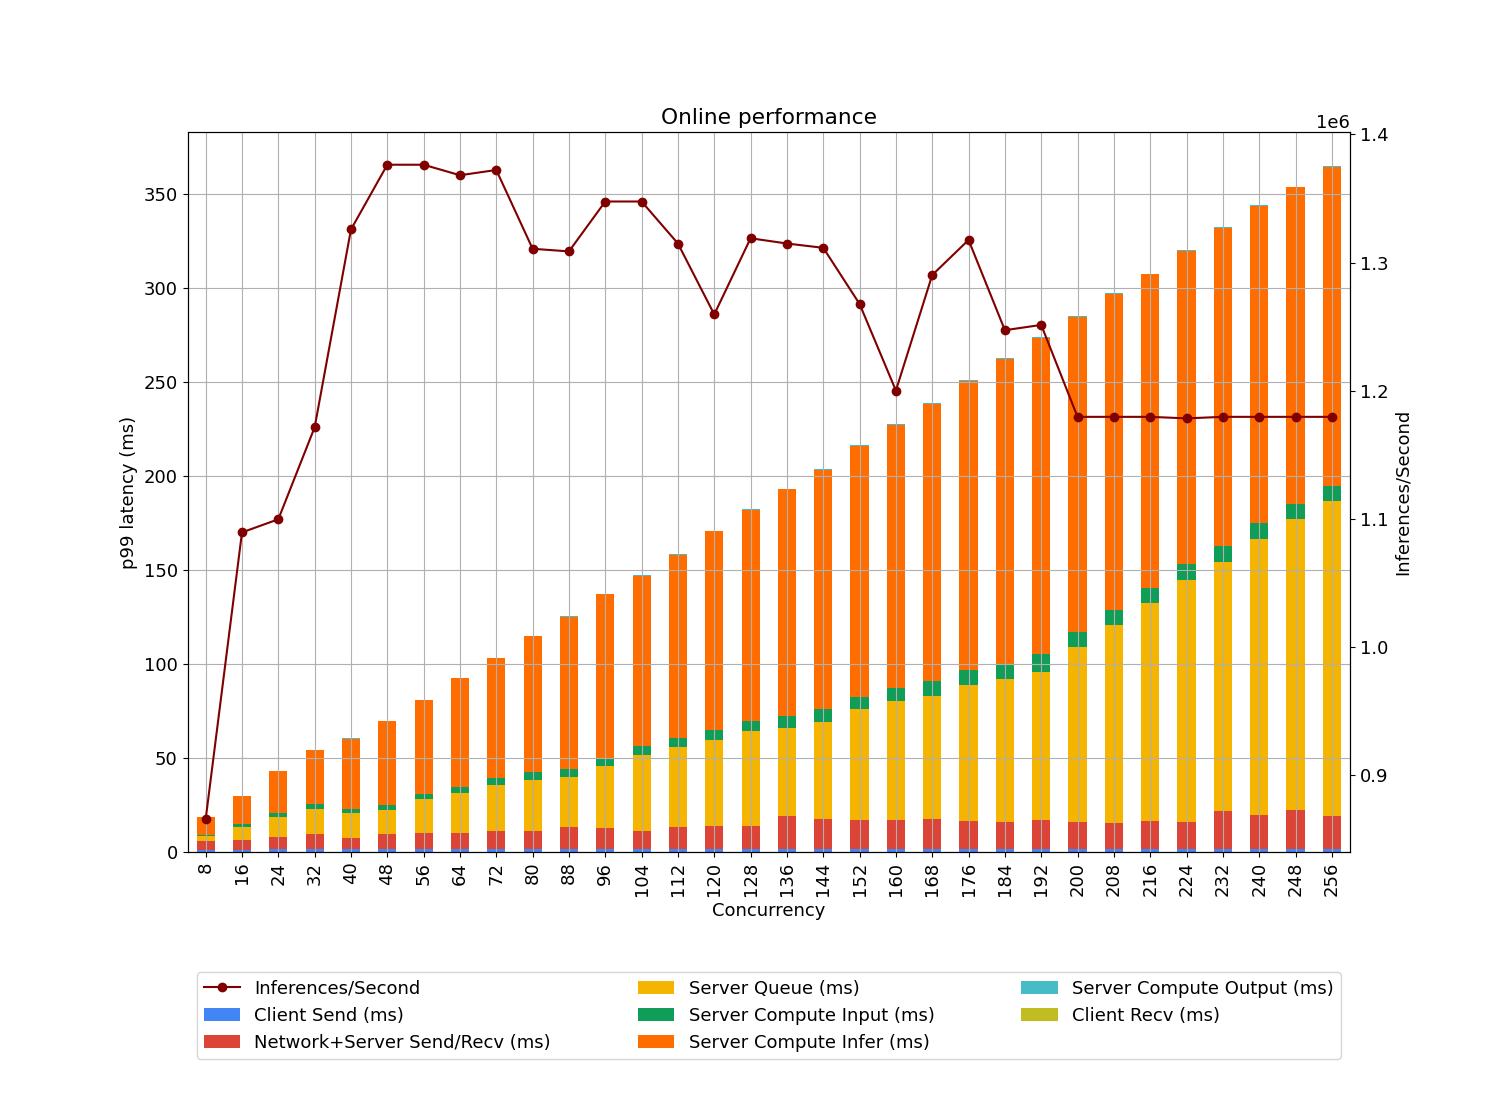 Online performance
1e6
350
300
250
200
150
100
50
0
p99 latency (ms)
1.4
1.3
1.2
1.1
1.0
0.9
Inferences/Second
8 16 24 32 40 48 56 64 72 80 88 96 104 112 120 128 136 144 152 160 168 176 184 192 200 208 216 224 232 240 248 256
Concurrency
Inferences/Second
Client Send (ms)
Network+Server Send/Recv (ms)
Server Queue (ms)
Server Compute Input (ms)
Server Compute Infer (ms)
Server Compute Output (ms)
Client Recv (ms)